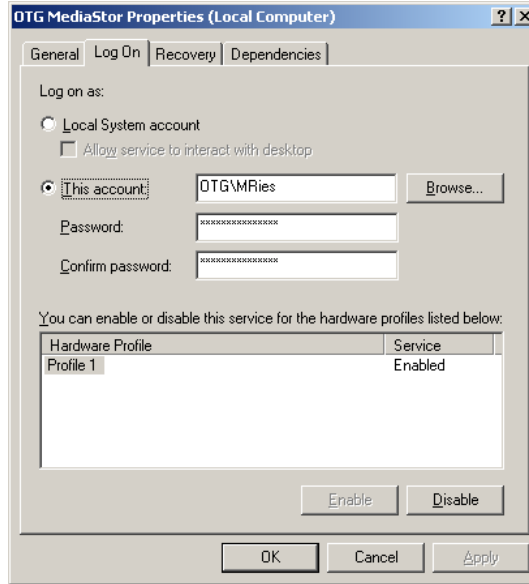 OTG MediaStor Properties (Local Computer)
General Log On Recovery Dependencies
Log on as:
Local System account
Allow service to interact with desktop
This account: OTG\MRies Browse...
Password: xxxxxxxxxxxxxxx
Confirm password: xxxxxxxxxxxxxxx
You can enable or disable this service for the hardware profiles listed below:
Hardware Profile Service
Profile 1 Enabled
Enable Disable
OK Cancel Apply